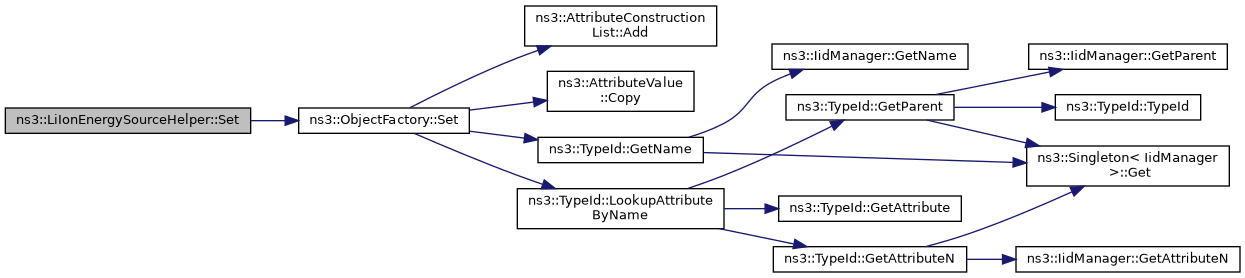 ns3::LiIonEnergySourceHelper::Set
ns3::ObjectFactory::Set
ns3::AttributeConstruction
List::Add
ns3::AttributeValue
::Copy
ns3::TypeId::GetName
ns3::TypeId::LookupAttribute
ByName
ns3::IidManager::GetName
ns3::TypeId::GetParent
ns3::TypeId::GetAttribute
ns3::TypeId::GetAttributeN
ns3::IidManager::GetParent
ns3::TypeId::TypeId
ns3::Singleton< IidManager
>::Get
ns3::IidManager::GetAttributeN